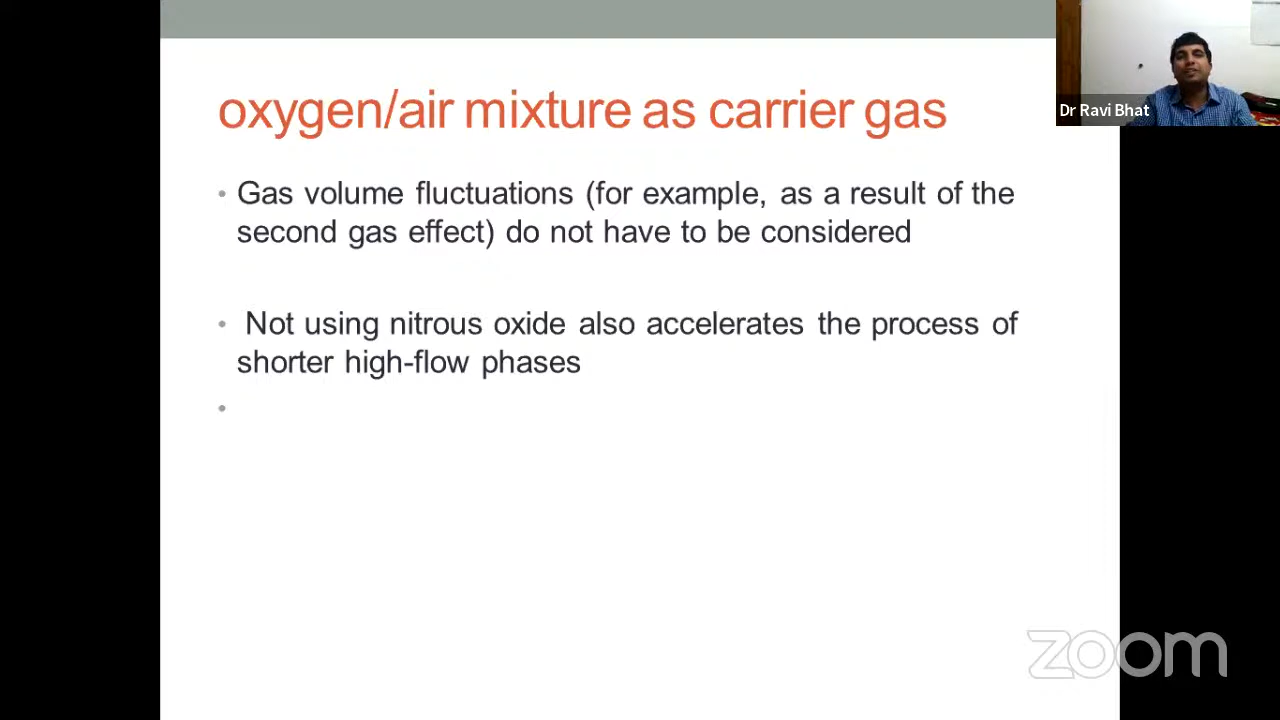 oxygen/air mixture as carrier gas
Dr Ravi Bhat
• Gas volume fluctuations (for example, as a result of the
second gas effect) do not have to be considered
• Not using nitrous oxide also accelerates the process of
shorter high-flow phases
•
zoom